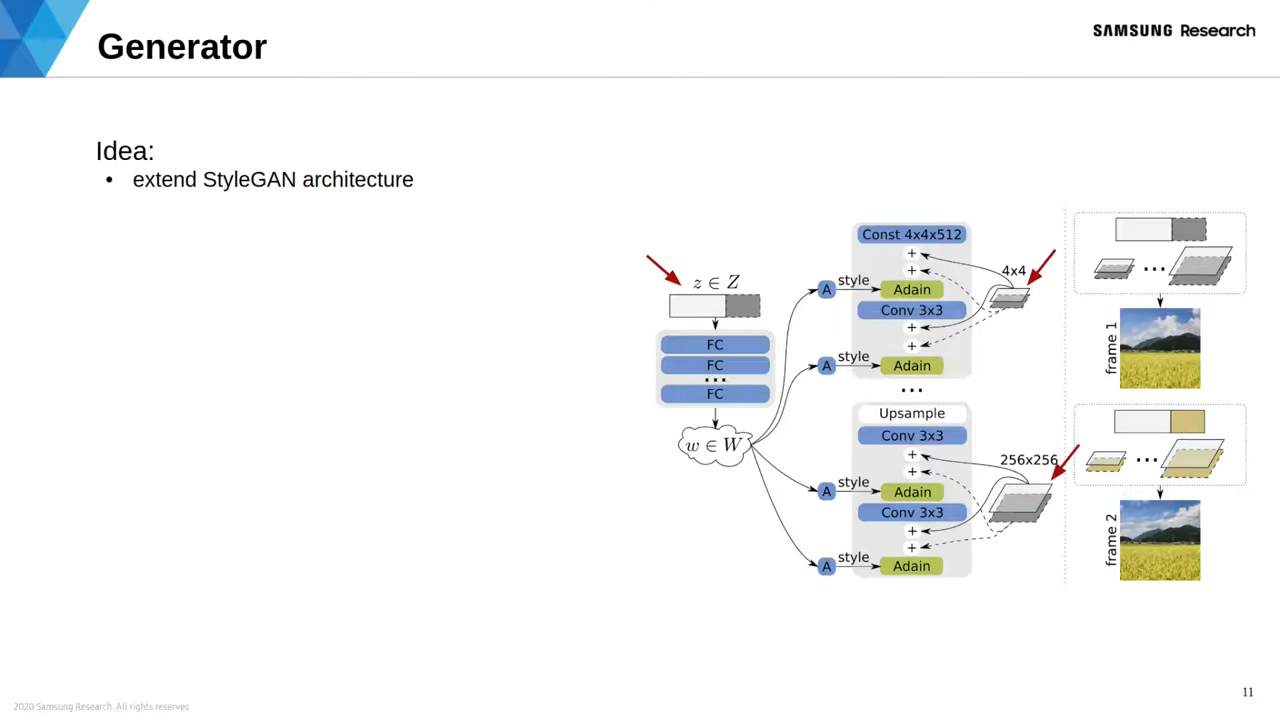 Generator
SAMSUNG Research
Idea:
• extend StyleGAN architecture
z ∈ Z
FC
FC
...
FC
w ∈ W
A
style
A
style
A
style
A
style
Const 4x4x512
+
+
Adain
Conv 3x3
+
+
Adain
...
Upsample
Conv 3x3
+
+
Adain
Conv 3x3
+
+
Adain
4x4
256x256
...
frame 1
...
frame 2
2020 Samsung Research. All rights reserved
11